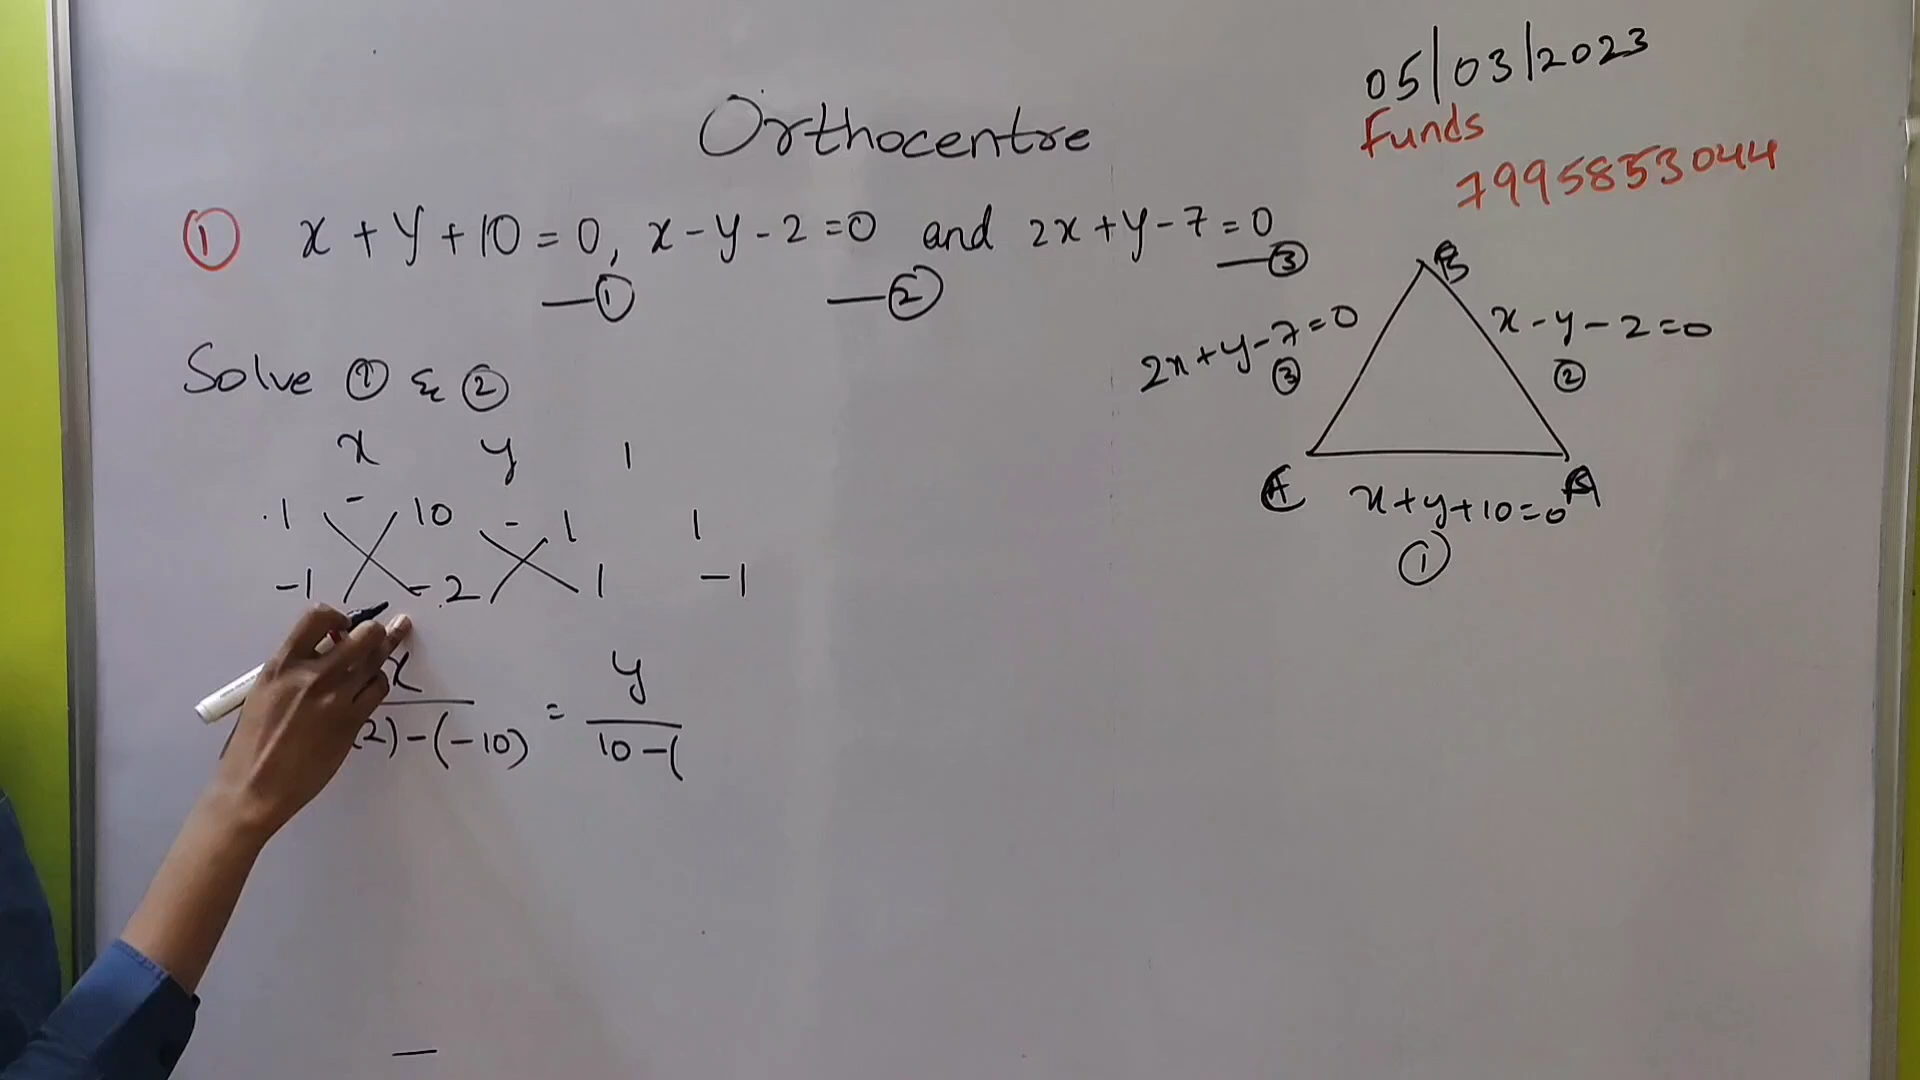 05/03/2023
Funds
7995853044
Orthocentre
① x + y + 10 = 0, x - y - 2 = 0 and 2x + y - 7 = 0
—① —② —③
B
2x + y - 7 = 0
③
x - y - 2 = 0
②
x + y + 10 = 0
①
Solve ① & ②
x y 1
1 10 1 1
-1 -2 1 -1
x = y
2) - (-10) 10 - (